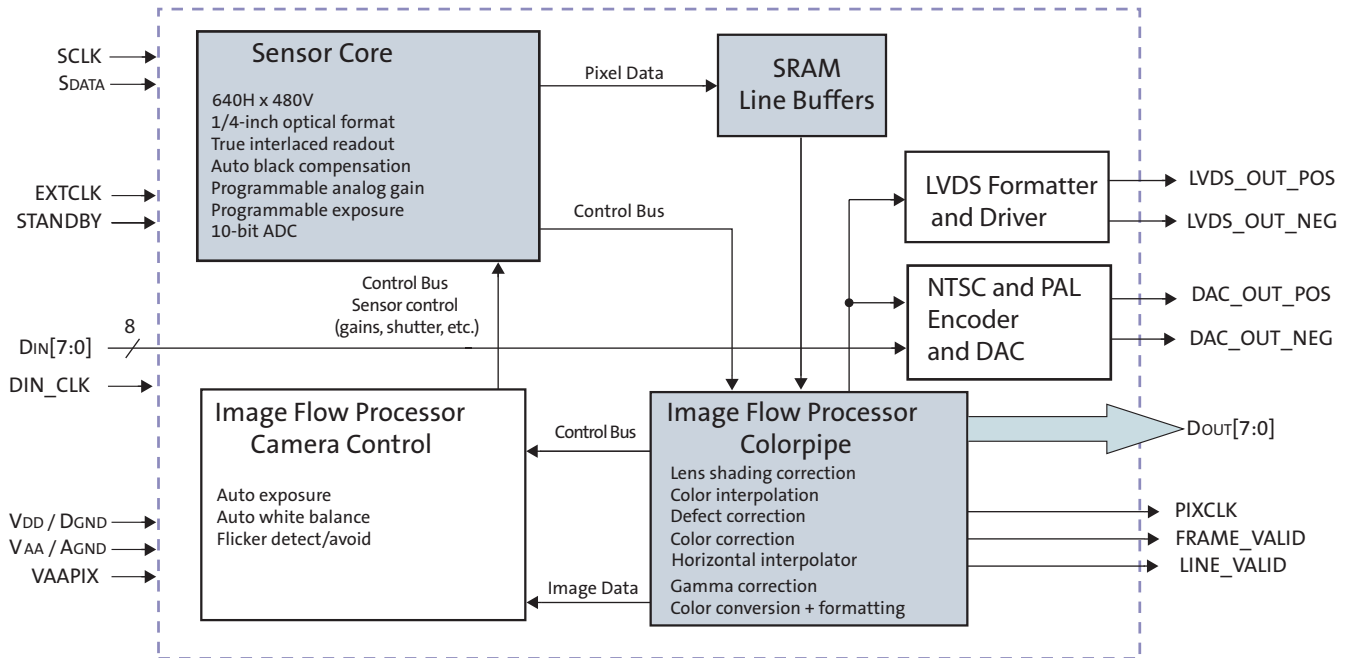 SCLK
SDATA
EXTCLK
STANDBY
8
DIN[7:0]
DIN_CLK
VDD / DGND
VAA / AGND
VAAPIX
Sensor Core
640H x 480V
1/4-inch optical format
True interlaced readout
Auto black compensation
Programmable analog gain
Programmable exposure
10-bit ADC
Pixel Data
SRAM
Line Buffers
Control Bus
Control Bus
Sensor control
(gains, shutter, etc.)
LVDS Formatter
and Driver
LVDS_OUT_POS
LVDS_OUT_NEG
NTSC and PAL
Encoder
and DAC
DAC_OUT_POS
DAC_OUT_NEG
Image Flow Processor
Camera Control
Auto exposure
Auto white balance
Flicker detect/avoid
Control Bus
Image Data
Image Flow Processor
Colorpipe
Lens shading correction
Color interpolation
Defect correction
Color correction
Horizontal interpolator
Gamma correction
Color conversion + formatting
DOUT[7:0]
PIXCLK
FRAME_VALID
LINE_VALID